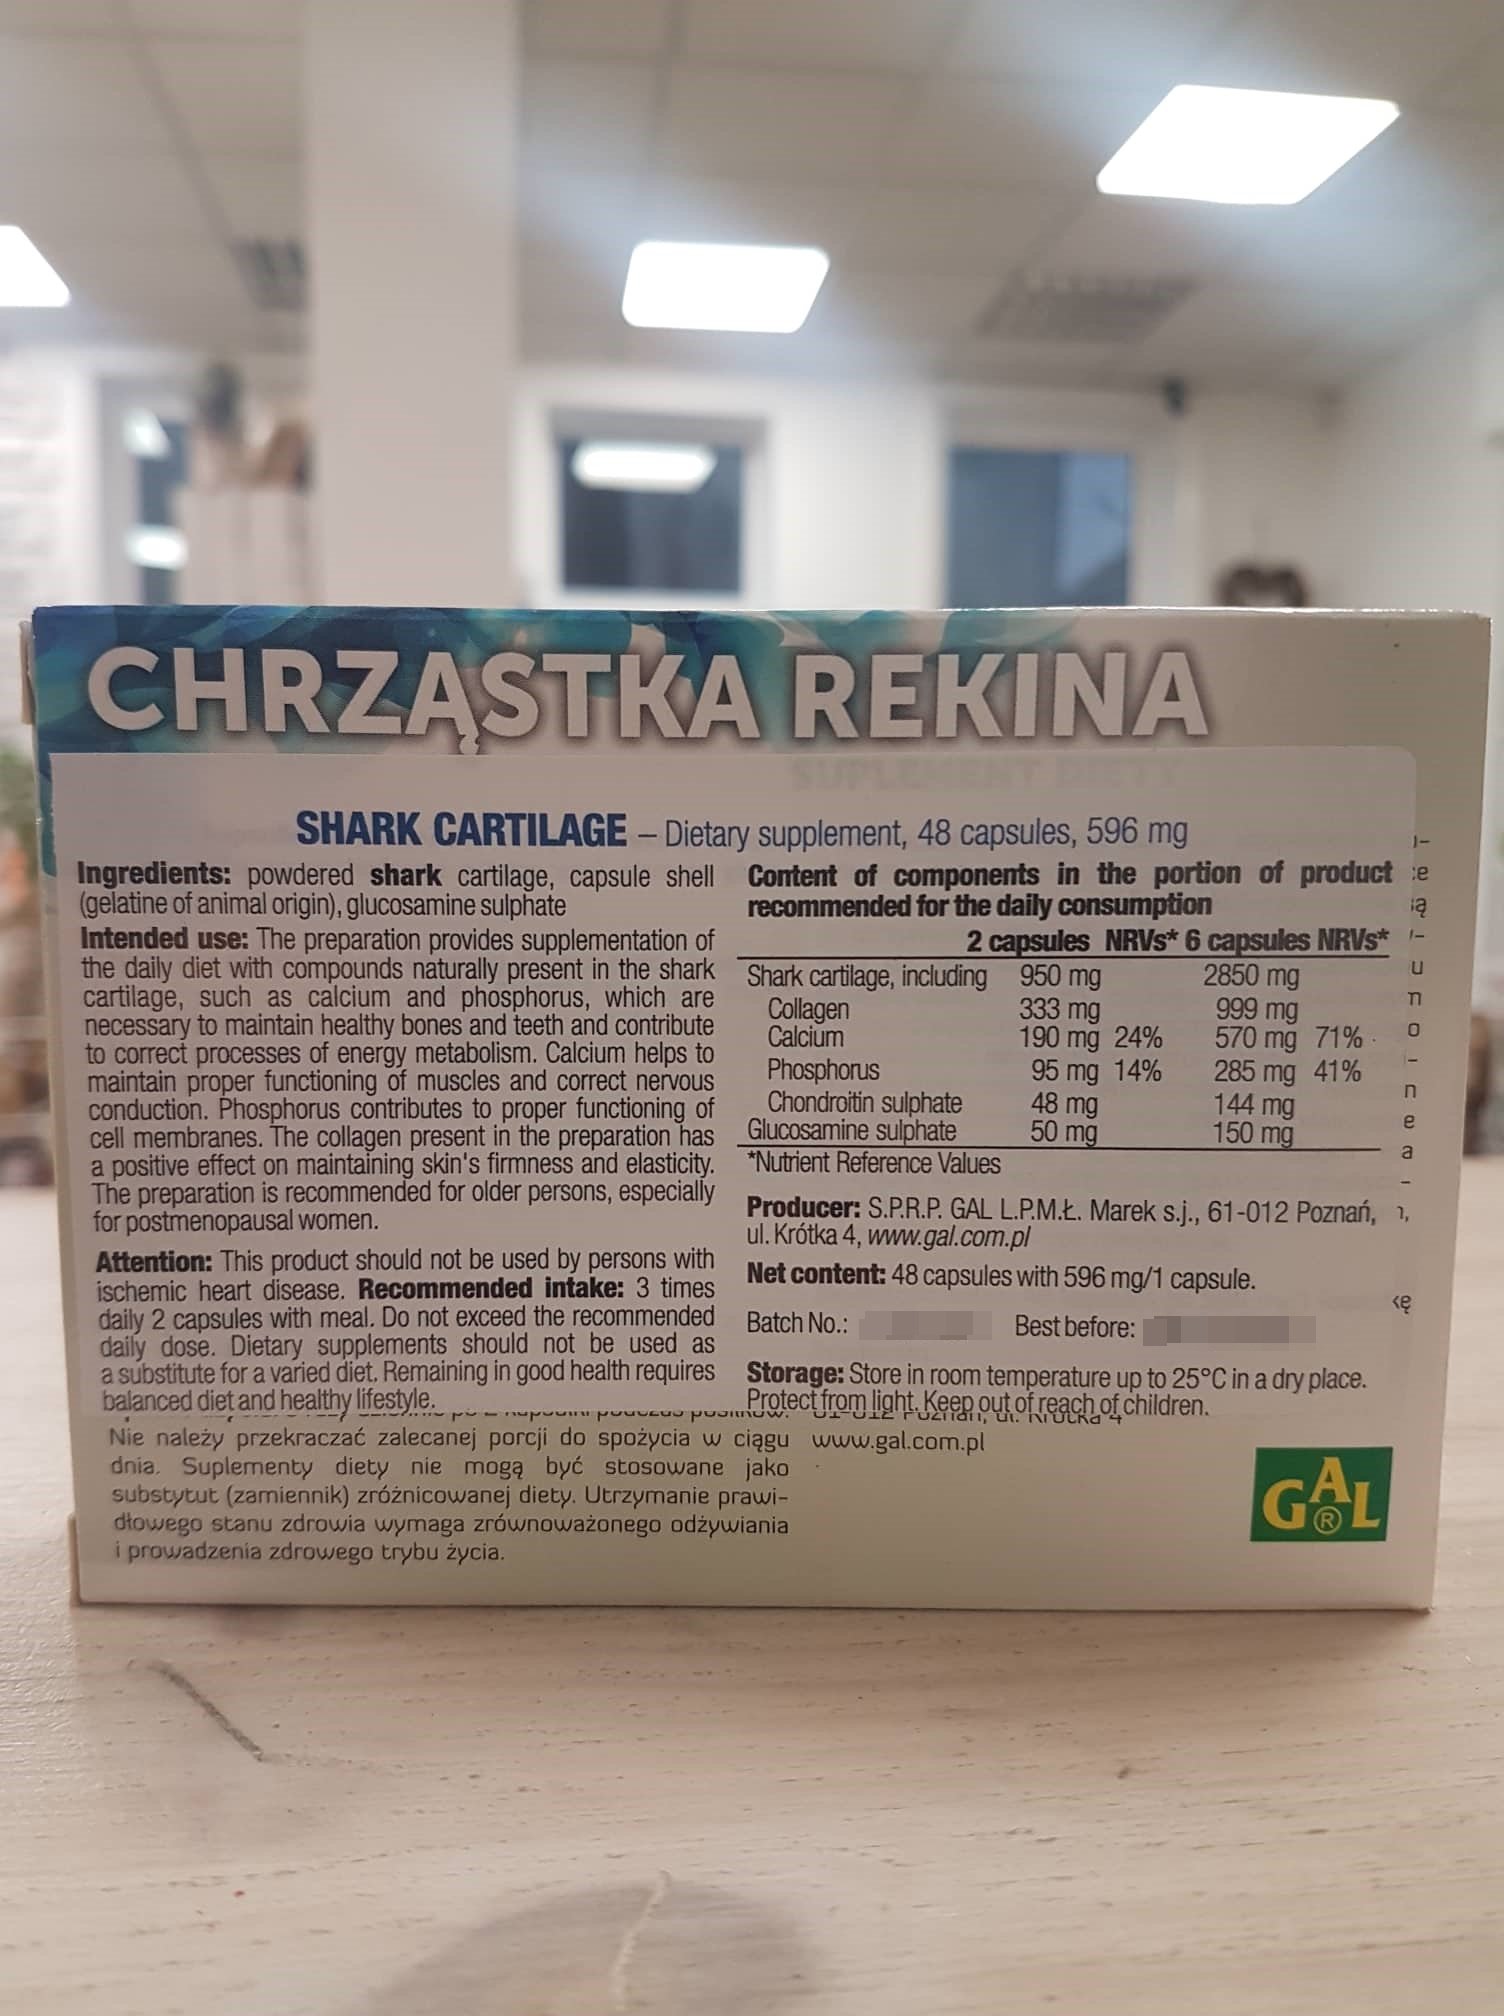 CHRZĄSTKA REKINA
SUPLEMENT DIETY
SHARK CARTILAGE – Dietary supplement, 48 capsules, 596 mg
Ingredients: powdered shark cartilage, capsule shell
(gelatine of animal origin), glucosamine sulphate
Intended use: The preparation provides supplementation of
the daily diet with compounds naturally present in the shark
cartilage, such as calcium and phosphorus, which are
necessary to maintain healthy bones and teeth and contribute
to correct processes of energy metabolism. Calcium helps to
maintain proper functioning of muscles and correct nervous
conduction. Phosphorus contributes to proper functioning of
cell membranes. The collagen present in the preparation has
a positive effect on maintaining skin's firmness and elasticity.
The preparation is recommended for older persons, especially
for postmenopausal women.
Attention: This product should not be used by persons with
ischemic heart disease. Recommended intake: 3 times
daily 2 capsules with meal. Do not exceed the recommended
daily dose. Dietary supplements should not be used as
a substitute for a varied diet. Remaining in good health requires
balanced diet and healthy lifestyle.
Content of components in the portion of product
recommended for the daily consumption
2 capsules NRVs* 6 capsules NRVs*
Shark cartilage, including 950 mg 2850 mg
Collagen 333 mg 999 mg
Calcium 190 mg 24% 570 mg 71%
Phosphorus 95 mg 14% 285 mg 41%
Chondroitin sulphate 48 mg 144 mg
Glucosamine sulphate 50 mg 150 mg
*Nutrient Reference Values
Producer: S.P.R.P. GAL L.P.M.Ł. Marek s.j., 61-012 Poznań,
ul. Krótka 4, www.gal.com.pl
Net content: 48 capsules with 596 mg/1 capsule.
Batch No.: Best before:
Storage: Store in room temperature up to 25°C in a dry place.
Protect from light. Keep out of reach of children.
Nie należy przekraczać zalecanej porcji do spożycia w ciągu
dnia. Suplementy diety nie mogą być stosowane jako
substytut (zamiennik) zróżnicowanej diety. Utrzymanie prawi-
dłowego stanu zdrowia wymaga zrównoważonego odżywiania
i prowadzenia zdrowego trybu życia.
www.gal.com.pl
GAL